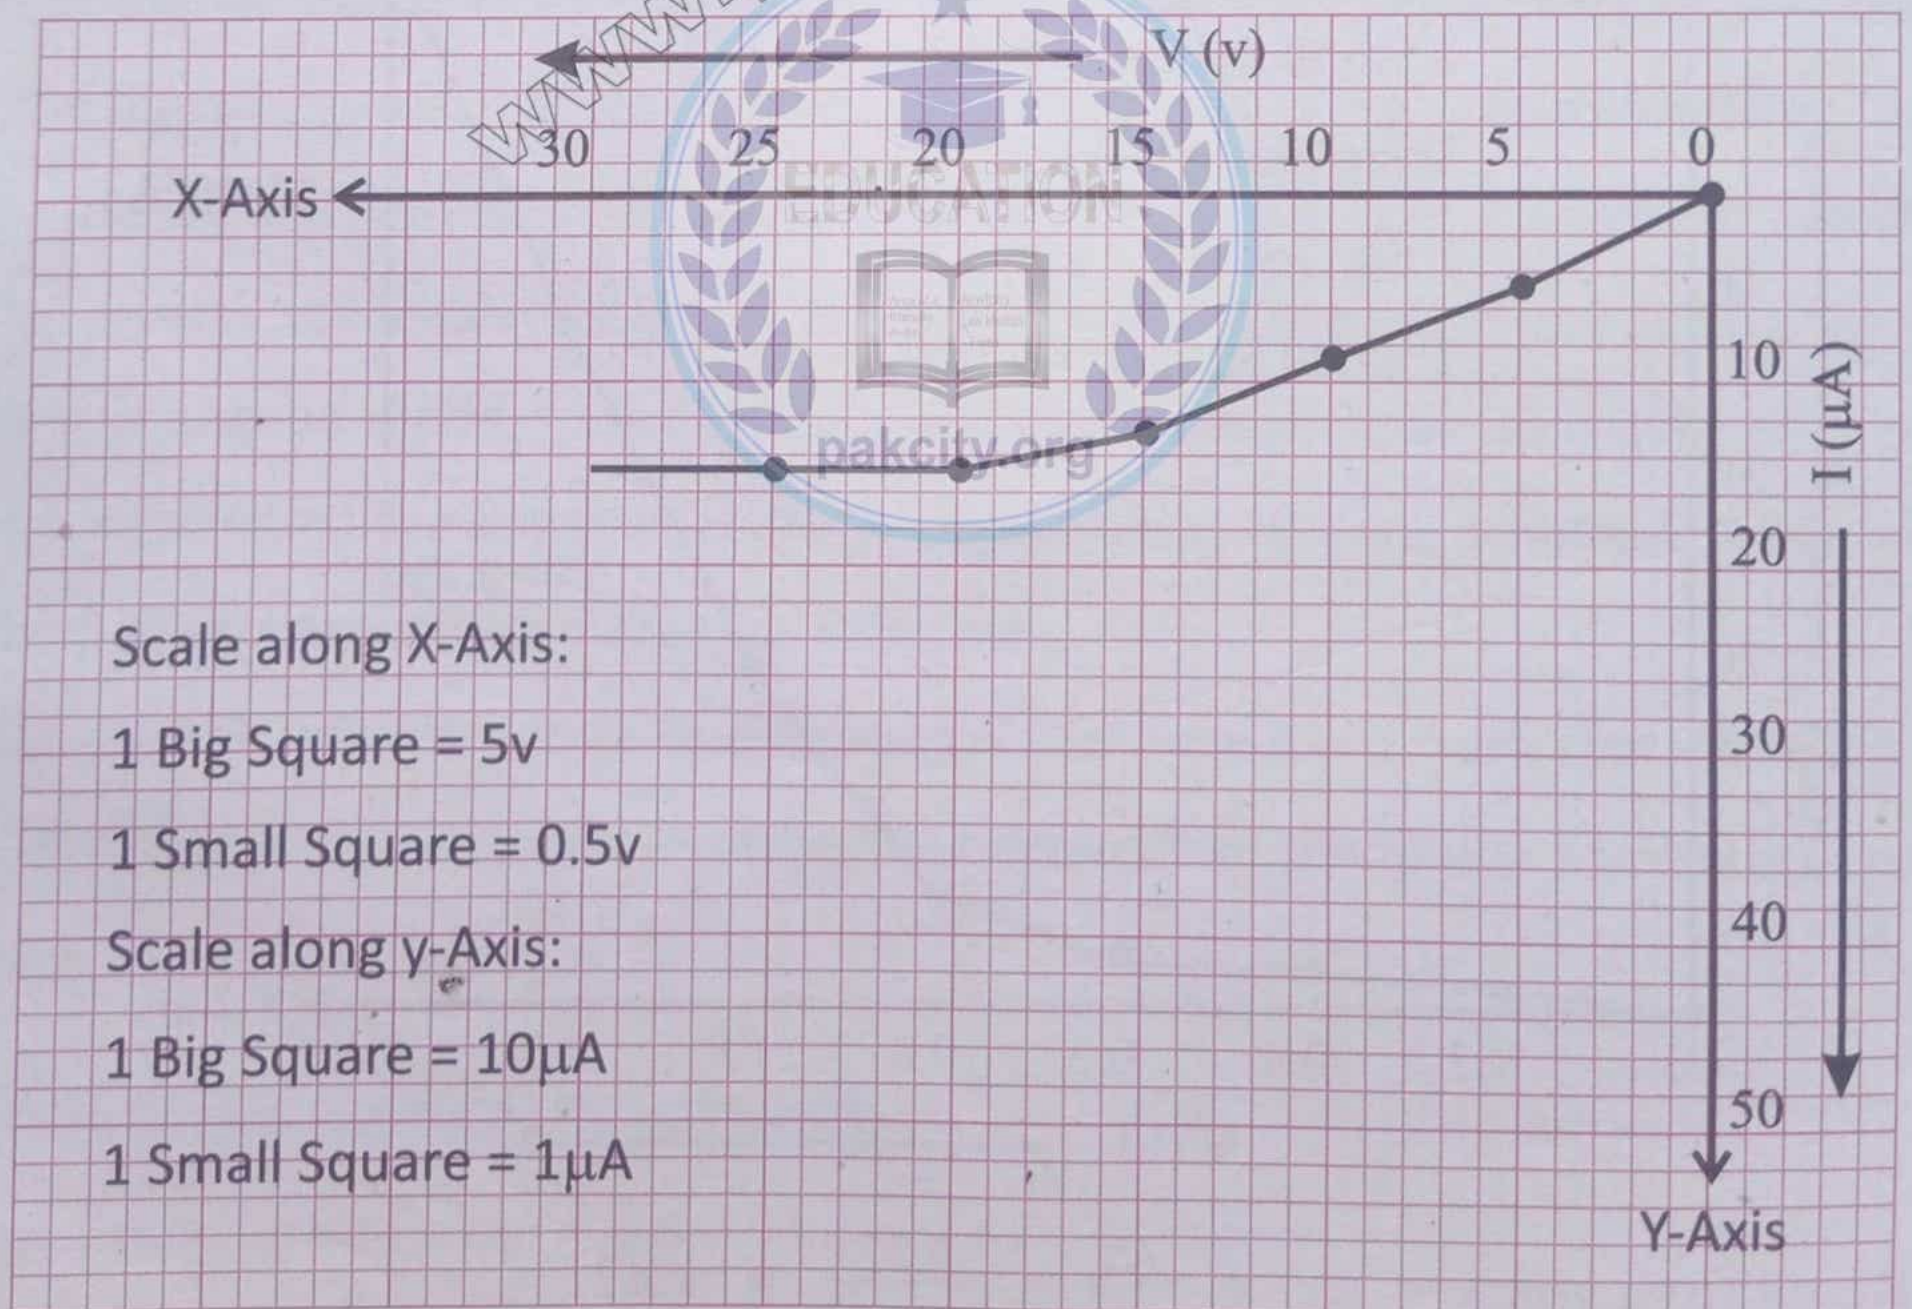 www.
V (v)
30 25 20 15 10 5 0
X-Axis
EDUCATION
10
I (μA)
pakcity.org
20
Scale along X-Axis:
30
1 Big Square = 5v
1 Small Square = 0.5v
40
Scale along y-Axis:
1 Big Square = 10μA
50
1 Small Square = 1μA
Y-Axis